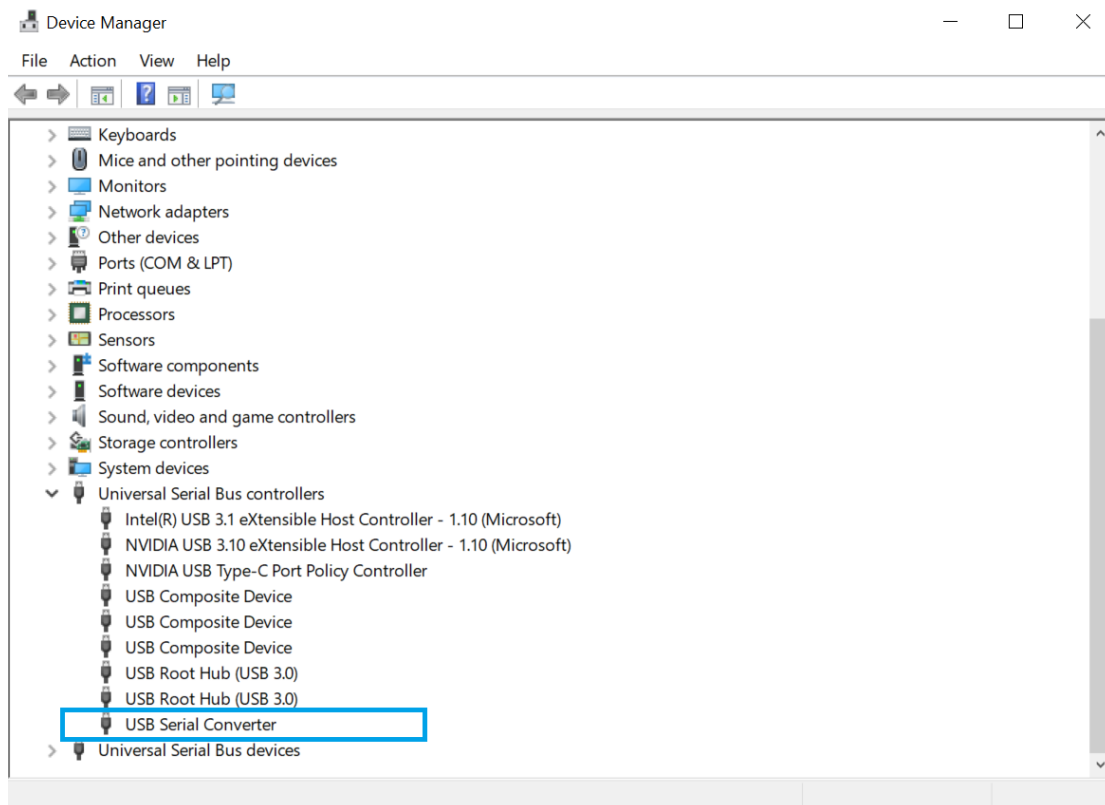 Device Manager
File Action View Help
Keyboards
Mice and other pointing devices
Monitors
Network adapters
Other devices
Ports (COM & LPT)
Print queues
Processors
Sensors
Software components
Software devices
Sound, video and game controllers
Storage controllers
System devices
Universal Serial Bus controllers
Intel(R) USB 3.1 eXtensible Host Controller - 1.10 (Microsoft)
NVIDIA USB 3.10 eXtensible Host Controller - 1.10 (Microsoft)
NVIDIA USB Type-C Port Policy Controller
USB Composite Device
USB Composite Device
USB Composite Device
USB Root Hub (USB 3.0)
USB Root Hub (USB 3.0)
USB Serial Converter
Universal Serial Bus devices